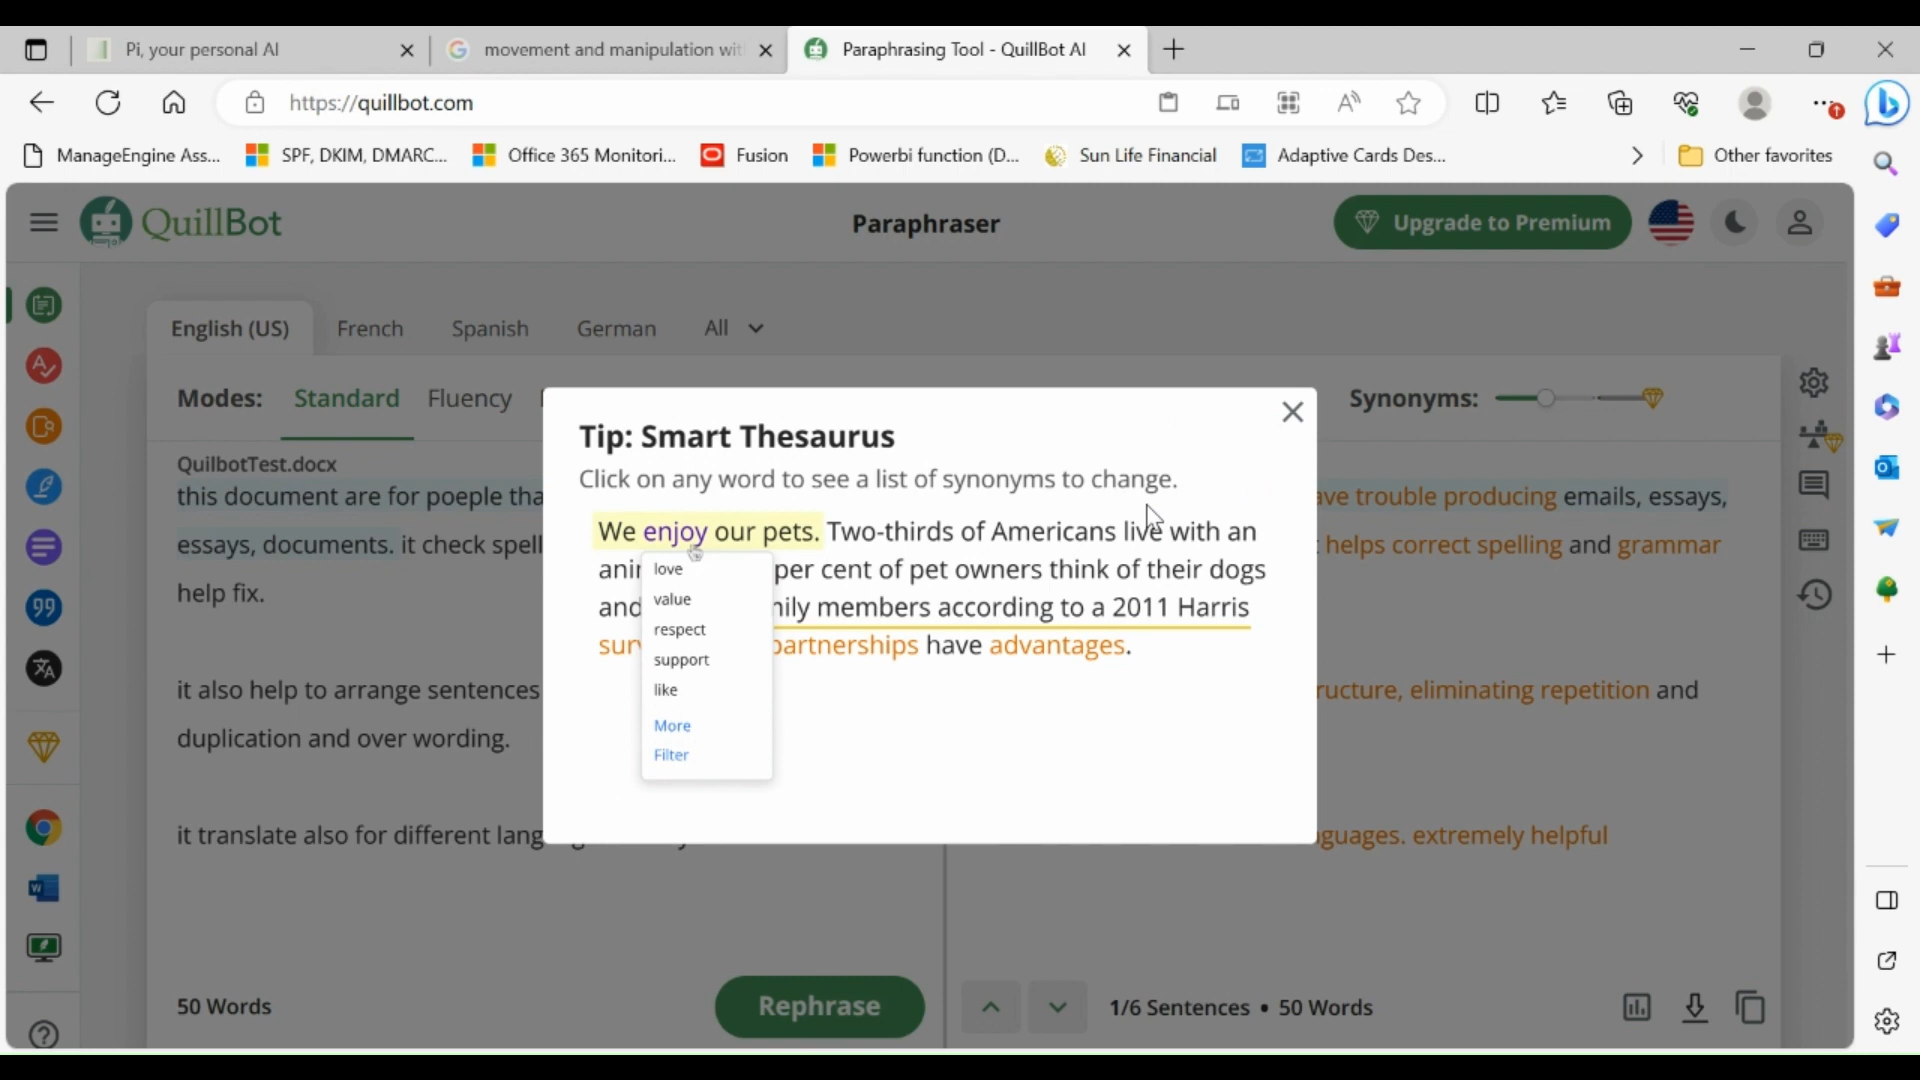 Pi, your personal AI
movement and manipulation wit
Paraphrasing Tool - QuillBot AI
https://quillbot.com
ManageEngine Ass...
SPF, DKIM, DMARC...
Office 365 Monitori...
Fusion
Powerbi function (D...
Sun Life Financial
Adaptive Cards Des...
Other favorites
QuillBot
Paraphraser
Upgrade to Premium
English (US)
French
Spanish
German
All
Modes:
Standard
Fluency
Synonyms:
QuilbotTest.docx
this document are for poeple tha
essays, documents. it check spell
help fix.
it also help to arrange sentences
duplication and over wording.
it translate also for different lang
ave trouble producing emails, essays,
helps correct spelling and grammar
ructure, eliminating repetition and
guages. extremely helpful
Tip: Smart Thesaurus
Click on any word to see a list of synonyms to change.
We enjoy our pets. Two-thirds of Americans live with an
ani per cent of pet owners think of their dogs
and ily members according to a 2011 Harris
sur partnerships have advantages.
love
value
respect
support
like
More
Filter
50 Words
Rephrase
1/6 Sentences • 50 Words